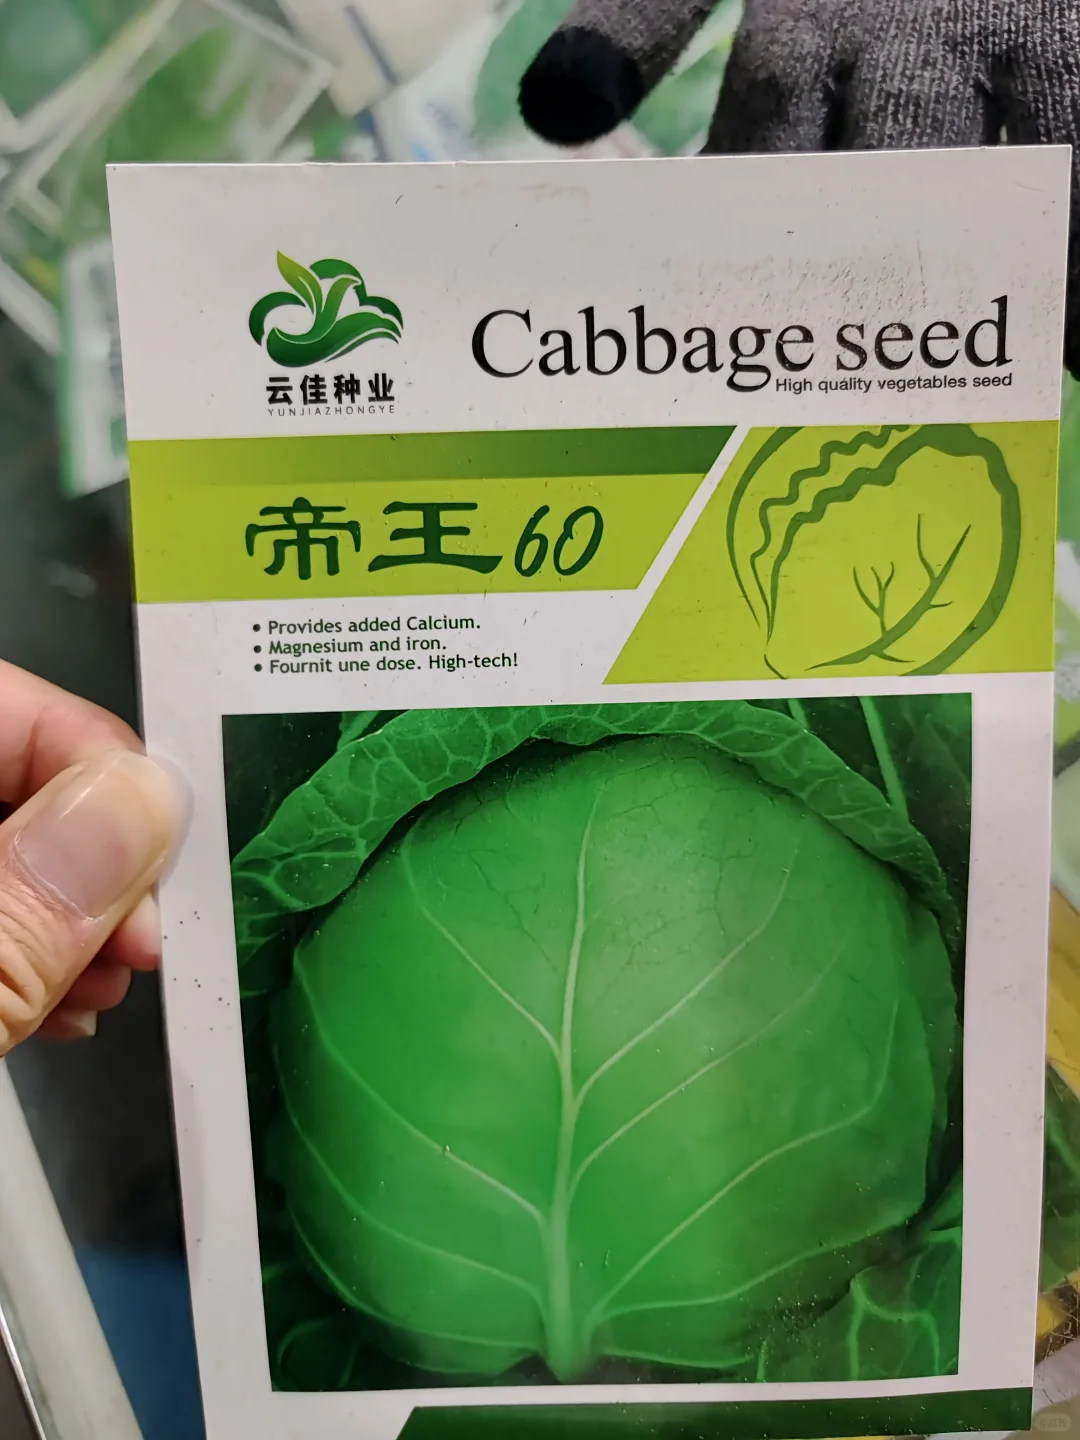 云佳种业
YUNJIAZHONGYE
Cabbage seed
High quality vegetables seed
帝王60
• Provides added Calcium.
• Magnesium and iron.
• Fournit une dose. High-tech!